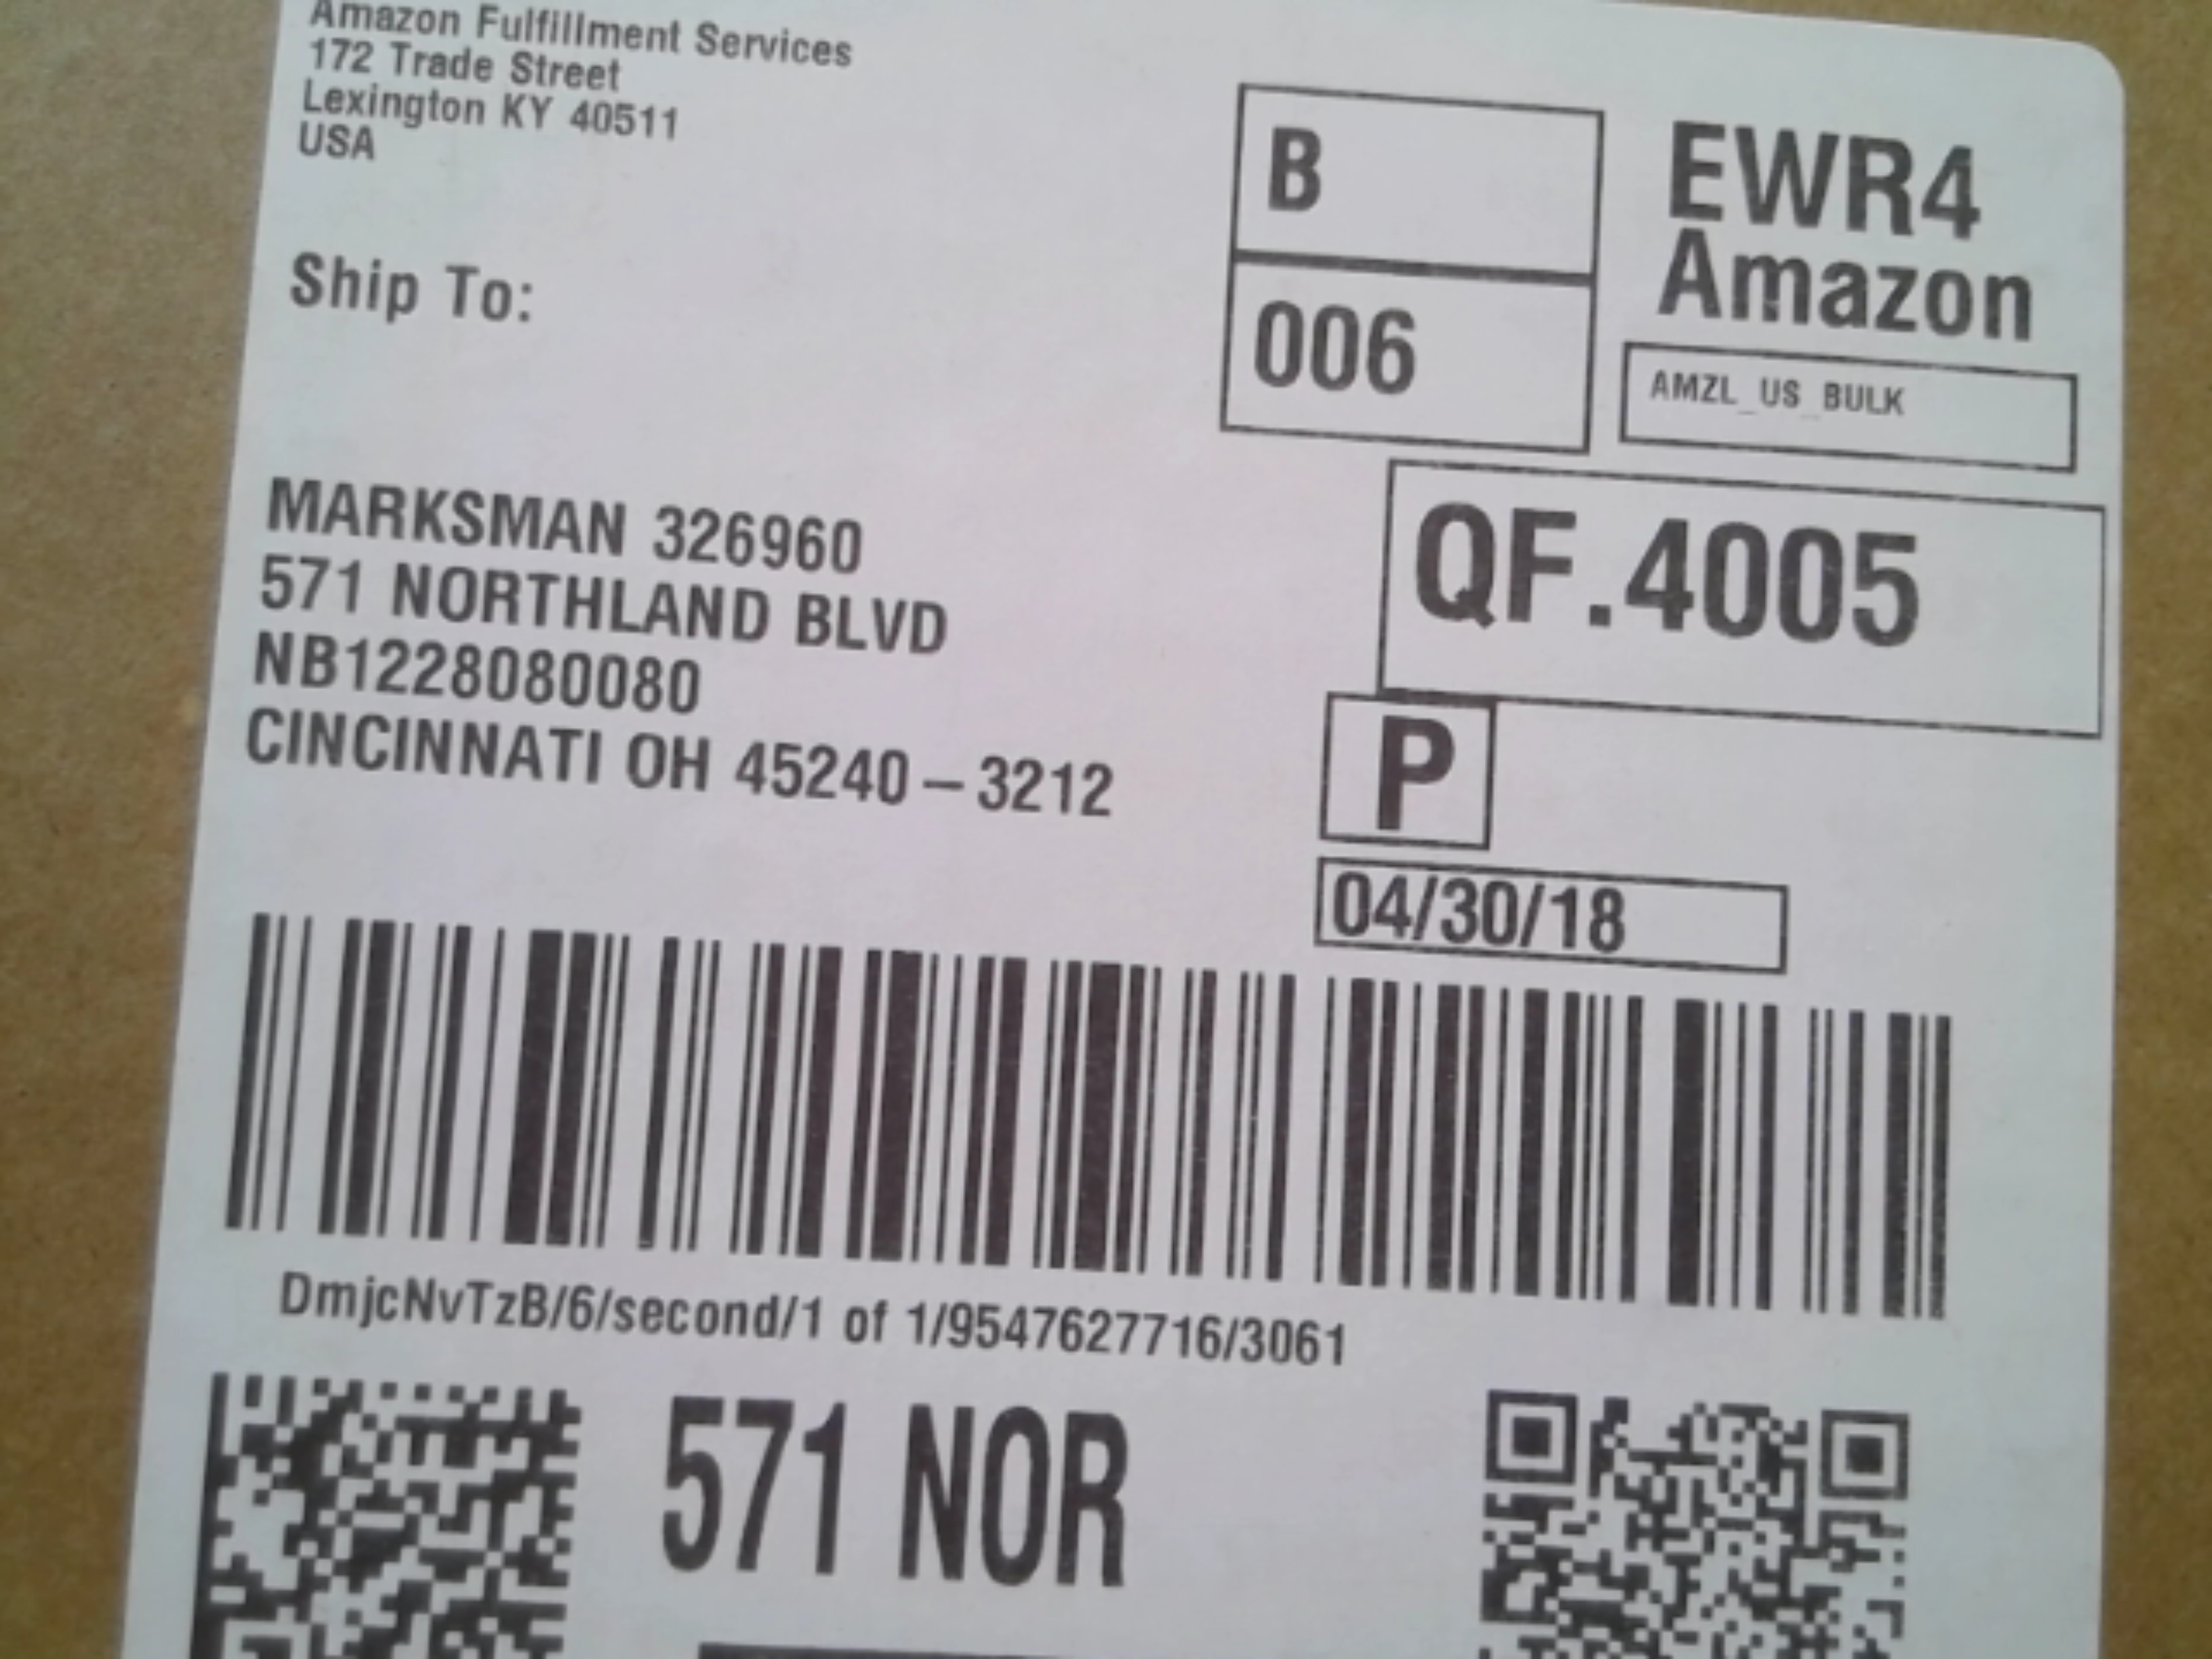 Amazon Fulfillment Services
172 Trade Street
Lexington KY 40511
USA
B
006
EWR4
Amazon
AMZL_US_BULK
Ship To:
MARKSMAN 326960
571 NORTHLAND BLVD
NB1228080080
CINCINNATI OH 45240-3212
QF.4005
P
04/30/18
DmjcNvTzB/6/second/1 of 1/9547627716/3061
571 NOR